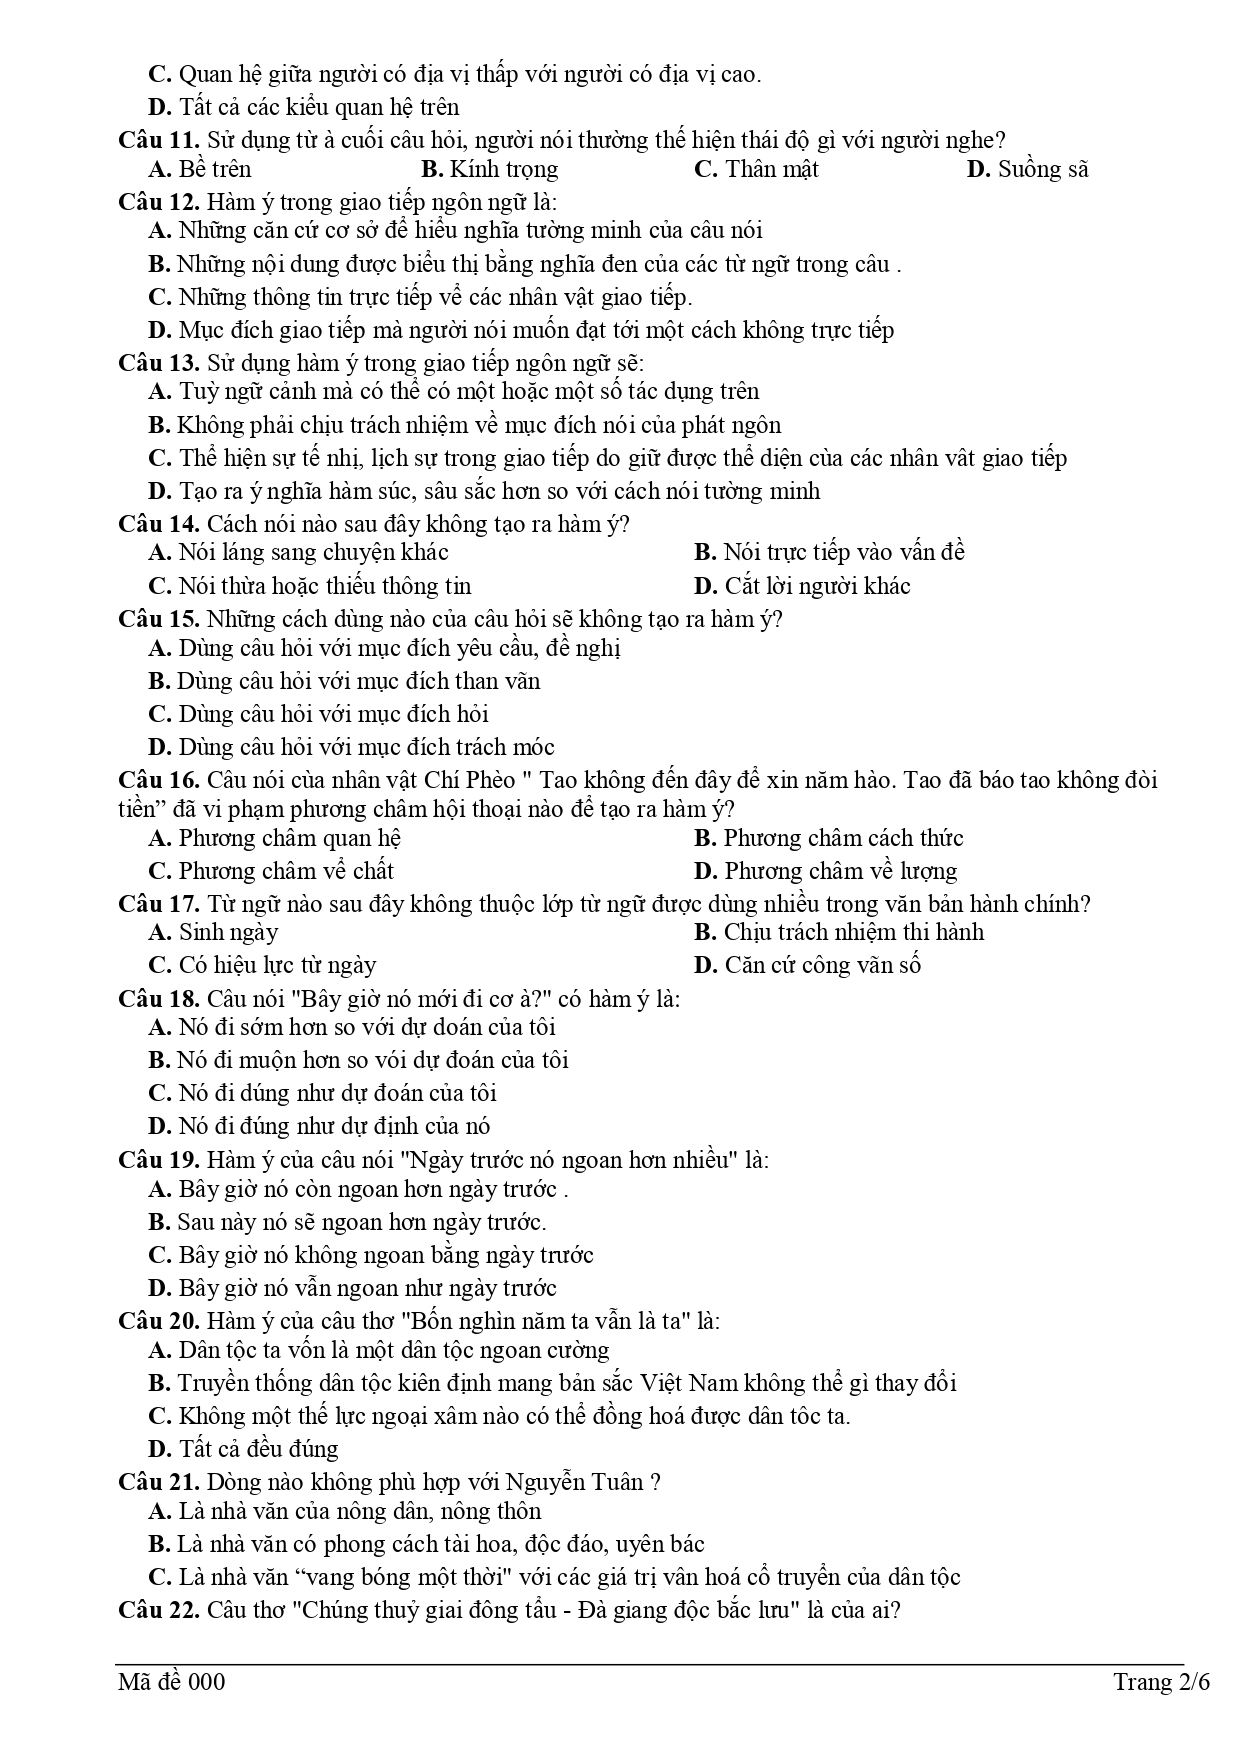 C. Quan hệ giữa người có địa vị thấp với người có địa vị cao.
D. Tất cả các kiểu quan hệ trên
Câu 11. Sử dụng từ à cuối câu hỏi, người nói thường thế hiện thái độ gì với người nghe?
A. Bề trên B. Kính trọng C. Thân mật D. Suồng sã
Câu 12. Hàm ý trong giao tiếp ngôn ngữ là:
A. Những căn cứ cơ sở để hiểu nghĩa tường minh của câu nói
B. Những nội dung được biểu thị bằng nghĩa đen của các từ ngữ trong câu .
C. Những thông tin trực tiếp vể các nhân vật giao tiếp.
D. Mục đích giao tiếp mà người nói muốn đạt tới một cách không trực tiếp
Câu 13. Sử dụng hàm ý trong giao tiếp ngôn ngữ sẽ:
A. Tuỳ ngữ cảnh mà có thể có một hoặc một số tác dụng trên
B. Không phải chịu trách nhiệm về mục đích nói của phát ngôn
C. Thể hiện sự tế nhị, lịch sự trong giao tiếp do giữ được thể diện cùa các nhân vât giao tiếp
D. Tạo ra ý nghĩa hàm súc, sâu sắc hơn so với cách nói tường minh
Câu 14. Cách nói nào sau đây không tạo ra hàm ý?
A. Nói láng sang chuyện khác B. Nói trực tiếp vào vấn đề
C. Nói thừa hoặc thiếu thông tin D. Cắt lời người khác
Câu 15. Những cách dùng nào của câu hỏi sẽ không tạo ra hàm ý?
A. Dùng câu hỏi với mục đích yêu cầu, đề nghị
B. Dùng câu hỏi với mục đích than vãn
C. Dùng câu hỏi với mục đích hỏi
D. Dùng câu hỏi với mục đích trách móc
Câu 16. Câu nói cùa nhân vật Chí Phèo " Tao không đến đây để xin năm hào. Tao đã báo tao không đòi
tiền” đã vi phạm phương châm hội thoại nào để tạo ra hàm ý?
A. Phương châm quan hệ B. Phương châm cách thức
C. Phương châm vể chất D. Phương châm về lượng
Câu 17. Từ ngữ nào sau đây không thuộc lớp từ ngữ được dùng nhiều trong văn bản hành chính?
A. Sinh ngày B. Chịu trách nhiệm thi hành
C. Có hiệu lực từ ngày D. Căn cứ công vãn số
Câu 18. Câu nói "Bây giờ nó mới đi cơ à?" có hàm ý là:
A. Nó đi sớm hơn so với dự doán của tôi
B. Nó đi muộn hơn so vói dự đoán của tôi
C. Nó đi dúng như dự đoán của tôi
D. Nó đi đúng như dự định của nó
Câu 19. Hàm ý của câu nói "Ngày trước nó ngoan hơn nhiều" là:
A. Bây giờ nó còn ngoan hơn ngày trước .
B. Sau này nó sẽ ngoan hơn ngày trước.
C. Bây giờ nó không ngoan bằng ngày trước
D. Bây giờ nó vẫn ngoan như ngày trước
Câu 20. Hàm ý của câu thơ "Bốn nghìn năm ta vẫn là ta" là:
A. Dân tộc ta vốn là một dân tộc ngoan cường
B. Truyền thống dân tộc kiên định mang bản sắc Việt Nam không thể gì thay đổi
C. Không một thế lực ngoại xâm nào có thể đồng hoá được dân tôc ta.
D. Tất cả đều đúng
Câu 21. Dòng nào không phù hợp với Nguyễn Tuân ?
A. Là nhà văn của nông dân, nông thôn
B. Là nhà văn có phong cách tài hoa, độc đáo, uyên bác
C. Là nhà văn “vang bóng một thời" với các giá trị vân hoá cổ truyển của dân tộc
Câu 22. Câu thơ "Chúng thuỷ giai đông tẩu - Đà giang độc bắc lưu" là của ai?
Mã đề 000 Trang 2/6